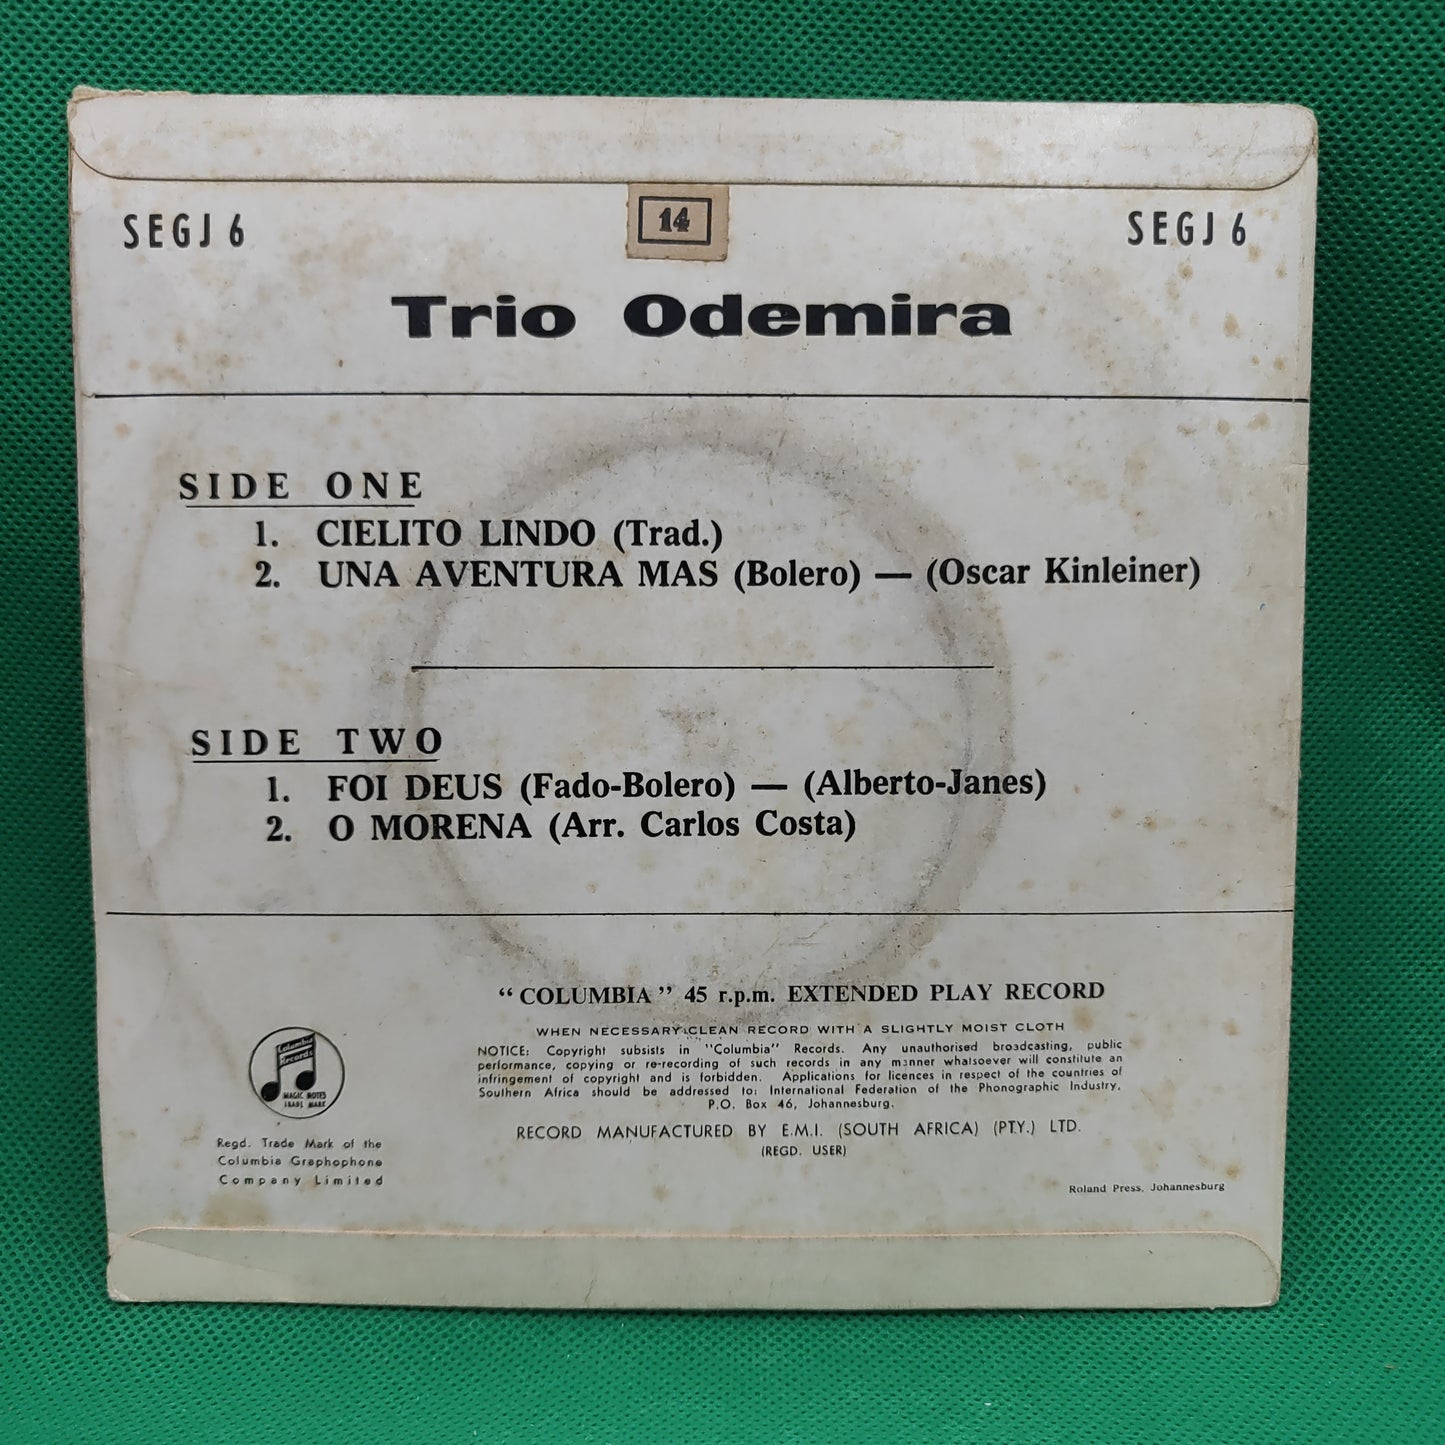 SEGJ 6
14
SEGJ 6
Trio Odemira
SIDE ONE
1. CIELITO LINDO (Trad.)
2. UNA AVENTURA MAS (Bolero) — (Oscar Kinleiner)
SIDE TWO
1. FOI DEUS (Fado-Bolero) — (Alberto-Janes)
2. O MORENA (Arr. Carlos Costa)
“COLUMBIA” 45 r.p.m. EXTENDED PLAY RECORD
WHEN NECESSARY CLEAN RECORD WITH A SLIGHTLY MOIST CLOTH
NOTICE: Copyright subsists in "Columbia" Records. Any unauthorised broadcasting, public
performance, copying or re-recording of such records in any manner whatsoever will constitute an
infringement of copyright and is forbidden. Applications for licences in respect of the countries of
Southern Africa should be addressed to: International Federation of the Phonographic Industry,
P.O. Box 46, Johannesburg.
RECORD MANUFACTURED BY E.M.I. (SOUTH AFRICA) (PTY.) LTD.
(REGD. USER)
Columbia
Records
MAGIC NOTES
TRADE MARK
Regd. Trade Mark of the
Columbia Graphophone
Company Limited
Roland Press, Johannesburg